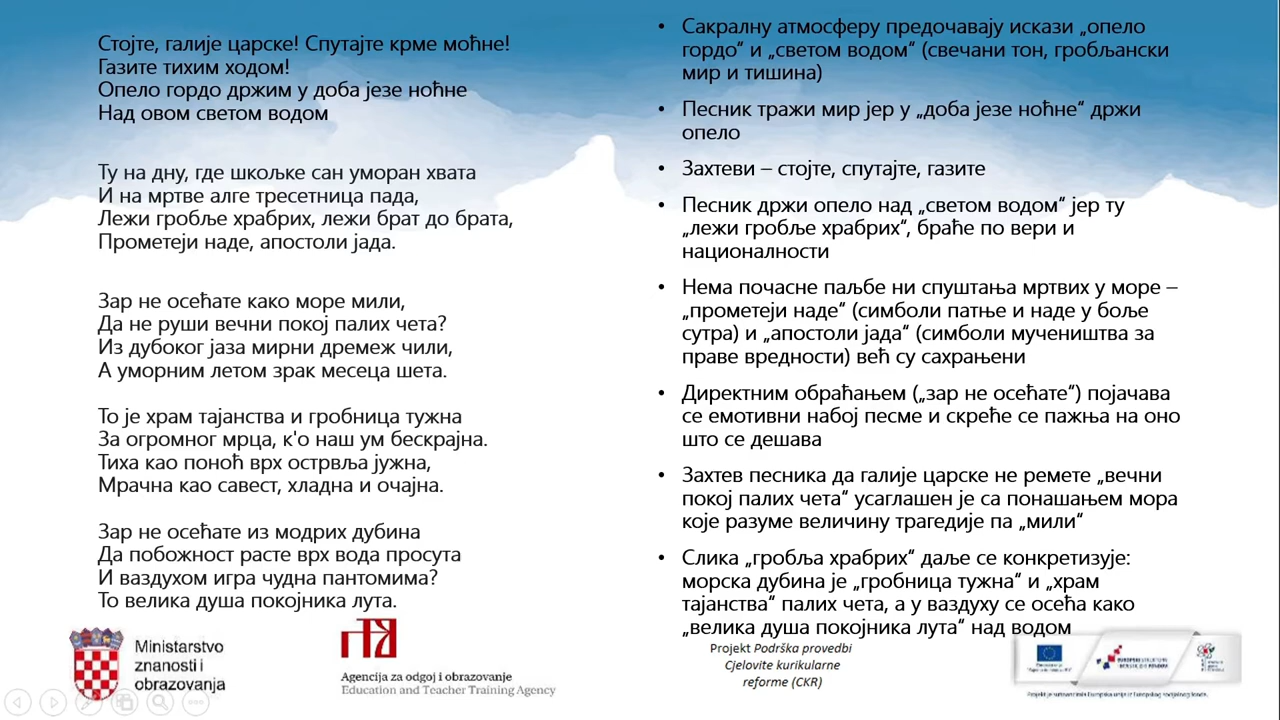 Стојте, галије царске! Спутајте крме моћне!
Газите тихим ходом!
Опело гордо држим у доба језе ноћне
Над овом светом водом
Ту на дну, где шкољке сан уморан хвата
И на мртве алге тресетница пада,
Лежи гробље храбрих, лежи брат до брата,
Прометеји наде, апостоли јада.
Зар не осећате како море мили,
Да не руши вечни покој палих чета?
Из дубоког јаза мирни дремеж чили,
А уморним летом зрак месеца шета.
То је храм тајанства и гробница тужна
За огромног мрца, к'о наш ум бескрајна.
Тиха као поноћ врх острвља јужна,
Мрачна као савест, хладна и очајна.
Зар не осећате из модрих дубина
Да побожност расте врх вода просута
И ваздухом игра чудна пантомима?
То велика душа покојника лута.
• Сакралну атмосферу предочавају искази „опело
гордо“ и „светом водом“ (свечани тон, гробљански
мир и тишина)
• Песник тражи мир јер у „доба језе ноћне“ држи
опело
• Захтеви – стојте, спутајте, газите
• Песник држи опело над „светом водом“ јер ту
„лежи гробље храбрих“, браће по вери и
националности
• Нема почасне паљбе ни спуштања мртвих у море –
„прометеји наде“ (симболи патње и наде у боље
сутра) и „апостоли јада“ (симболи мучеништва за
праве вредности) већ су сахрањени
• Директним обраћањем („зар не осећате“) појачава
се емотивни набој песме и скреће се пажња на оно
што се дешава
• Захтев песника да галије царске не ремете „вечни
покој палих чета“ усаглашен је са понашањем мора
које разуме величину трагедије па „мили“
• Слика „гробља храбрих“ даље се конкретизује:
морска дубина је „гробница тужна“ и „храм
тајанства“ палих чета, а у ваздуху се осећа како
„велика душа покојника лута“ над водом
Ministarstvo
znanosti i
obrazovanja
Agencija za odgoj i obrazovanje
Education and Teacher Training Agency
Projekt Podrška provedbi
Cjelovite kurikularne
reforme (CKR)